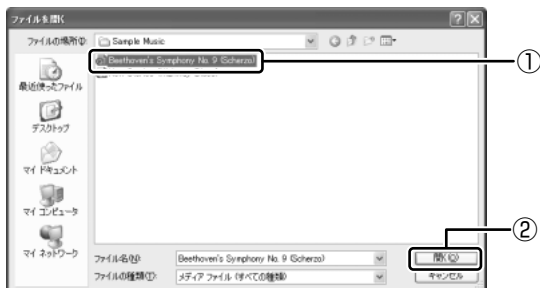 ファイルを開く
ファイルの場所(I):
Sample Music
Beethoven's Symphony No. 9 (Scherzo)
①
最近使ったファイル
デスクトップ
マイ ドキュメント
マイ コンピュータ
マイ ネットワーク
ファイル名(N):
Beethoven's Symphony No. 9 (Scherzo)
開く(O)
②
ファイルの種類(T):
メディア ファイル (すべての種類)
キャンセル